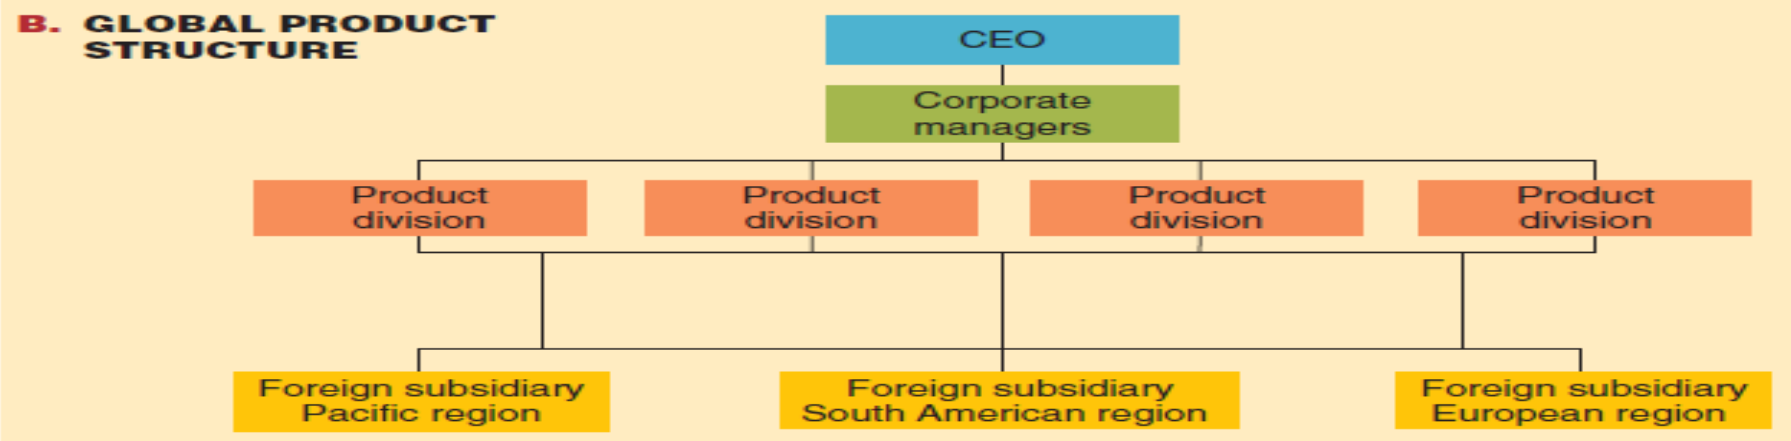 B. GLOBAL PRODUCT
STRUCTURE
CEO
Corporate
managers
Product
division
Product
division
Product
division
Product
division
Foreign subsidiary
Pacific region
Foreign subsidiary
South American region
Foreign subsidiary
European region